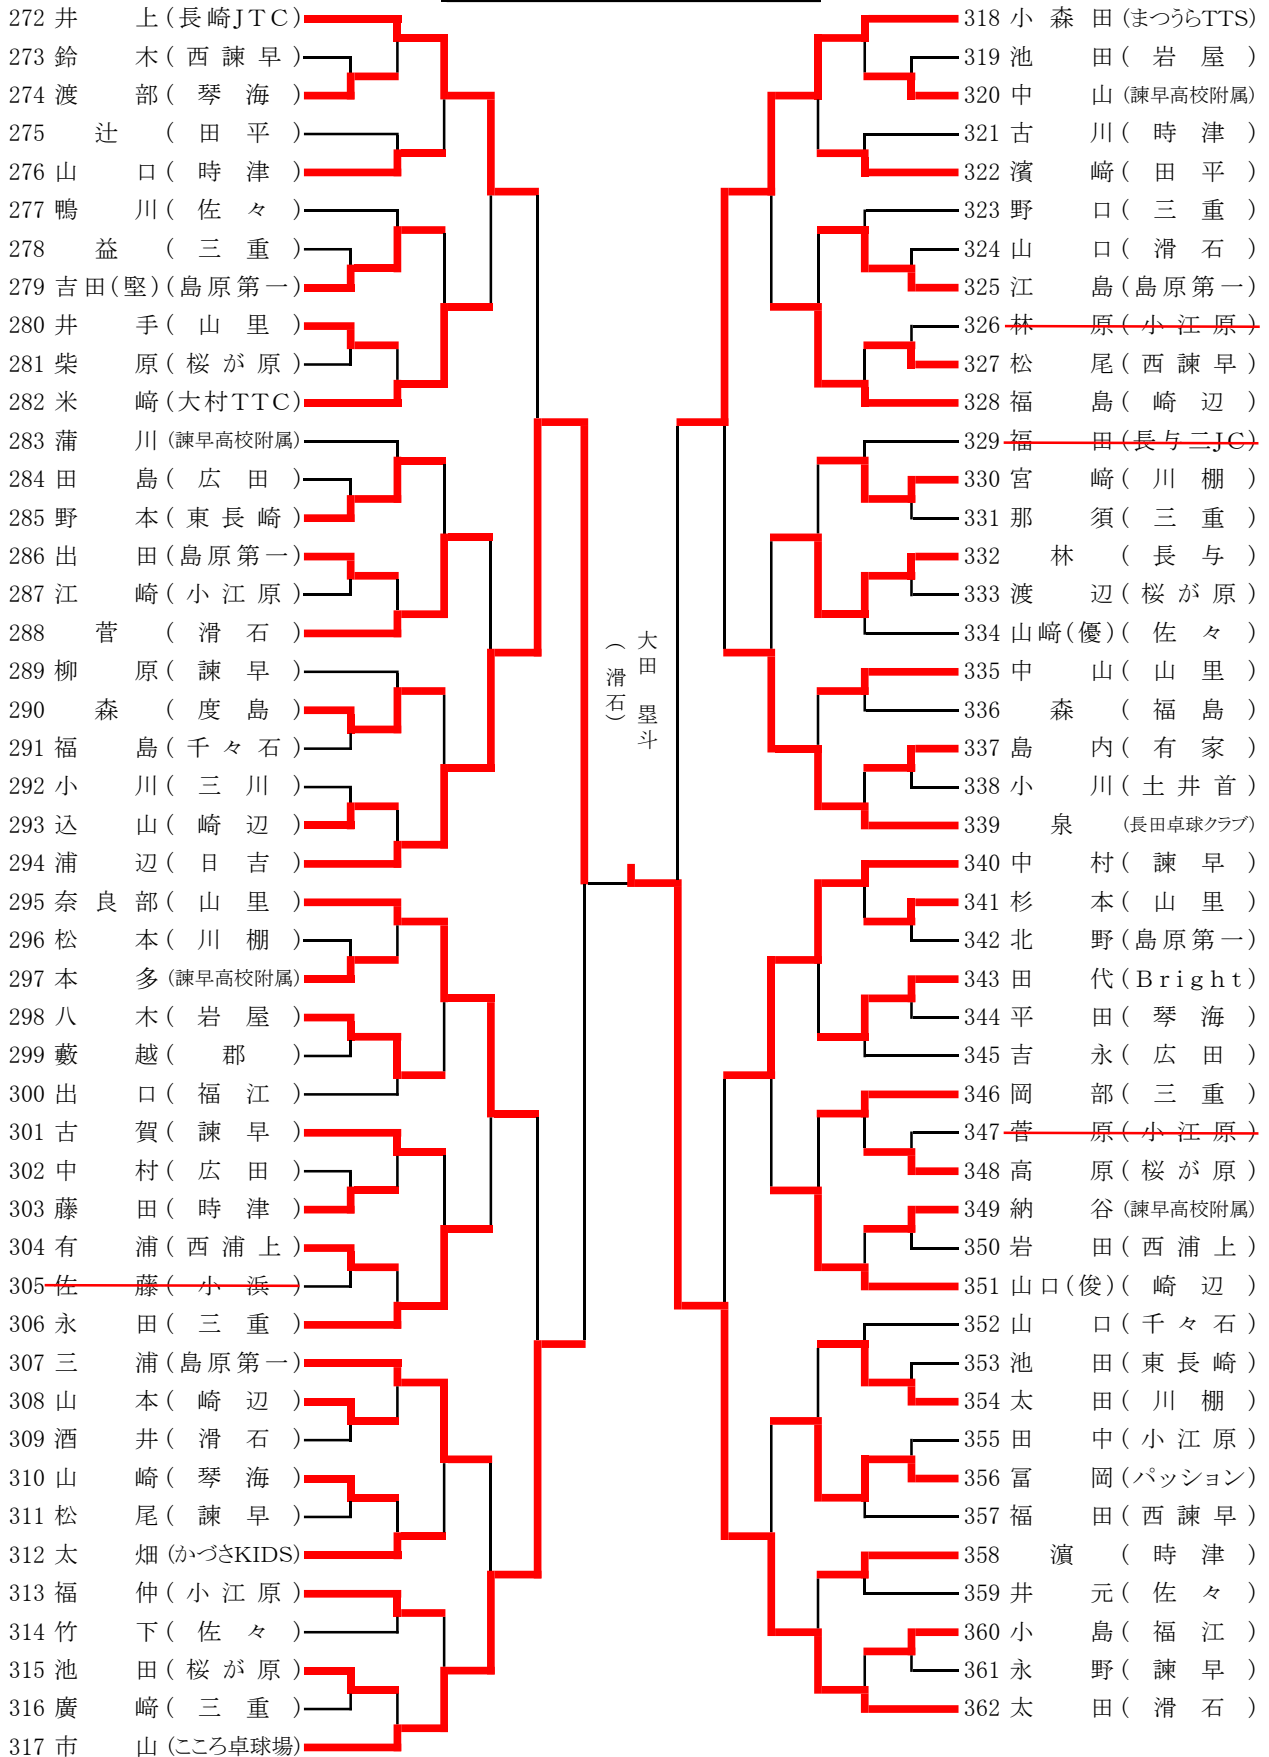 272 井上(長崎JTC)
273 鈴木(西諫早)
274 渡部(琴海)
275 辻(田平)
276 山口(時津)
277 鴨川(佐々)
278 益(三重)
279 吉田(堅)(島原第一)
280 井手(山里)
281 柴原(桜が原)
282 米﨑(大村TTC)
283 蒲川(諫早高校附属)
284 田島(広田)
285 野本(東長崎)
286 出田(島原第一)
287 江崎(小江原)
288 菅(滑石)
289 柳原(諫早)
290 森(度島)
291 福島(千々石)
292 小川(三川)
293 込山(崎辺)
294 浦辺(日吉)
295 奈良部(山里)
296 松本(川棚)
297 本多(諫早高校附属)
298 八木(岩屋)
299 藪越(郡)
300 出口(福江)
301 古賀(諫早)
302 中村(広田)
303 藤田(時津)
304 有浦(西浦上)
305 佐藤(小浜)
306 永田(三重)
307 三浦(島原第一)
308 山本(崎辺)
309 酒井(滑石)
310 山崎(琴海)
311 松尾(諫早)
312 太畑(かづさKIDS)
313 福仲(小江原)
314 竹下(佐々)
315 池田(桜が原)
316 廣﨑(三重)
317 市山(こころ卓球場)
大田 塁斗
(滑石)
318 小森田(まつうらTTS)
319 池田(岩屋)
320 中山(諫早高校附属)
321 古川(時津)
322 濱﨑(田平)
323 野口(三重)
324 山口(滑石)
325 江島(島原第一)
326 林原(小江原)
327 松尾(西諫早)
328 福島(崎辺)
329 福田(長与二JC)
330 宮﨑(川棚)
331 那須(三重)
332 林(長与)
333 渡辺(桜が原)
334 山﨑(優)(佐々)
335 中山(山里)
336 森(福島)
337 島内(有家)
338 小川(土井首)
339 泉(長田卓球クラブ)
340 中村(諫早)
341 杉本(山里)
342 北野(島原第一)
343 田代(Bright)
344 平田(琴海)
345 吉永(広田)
346 岡部(三重)
347 菅原(小江原)
348 高原(桜が原)
349 納谷(諫早高校附属)
350 岩田(西浦上)
351 山口(俊)(崎辺)
352 山口(千々石)
353 池田(東長崎)
354 太田(川棚)
355 田中(小江原)
356 冨岡(パッション)
357 福田(西諫早)
358 濵(時津)
359 井元(佐々)
360 小島(福江)
361 永野(諫早)
362 太田(滑石)